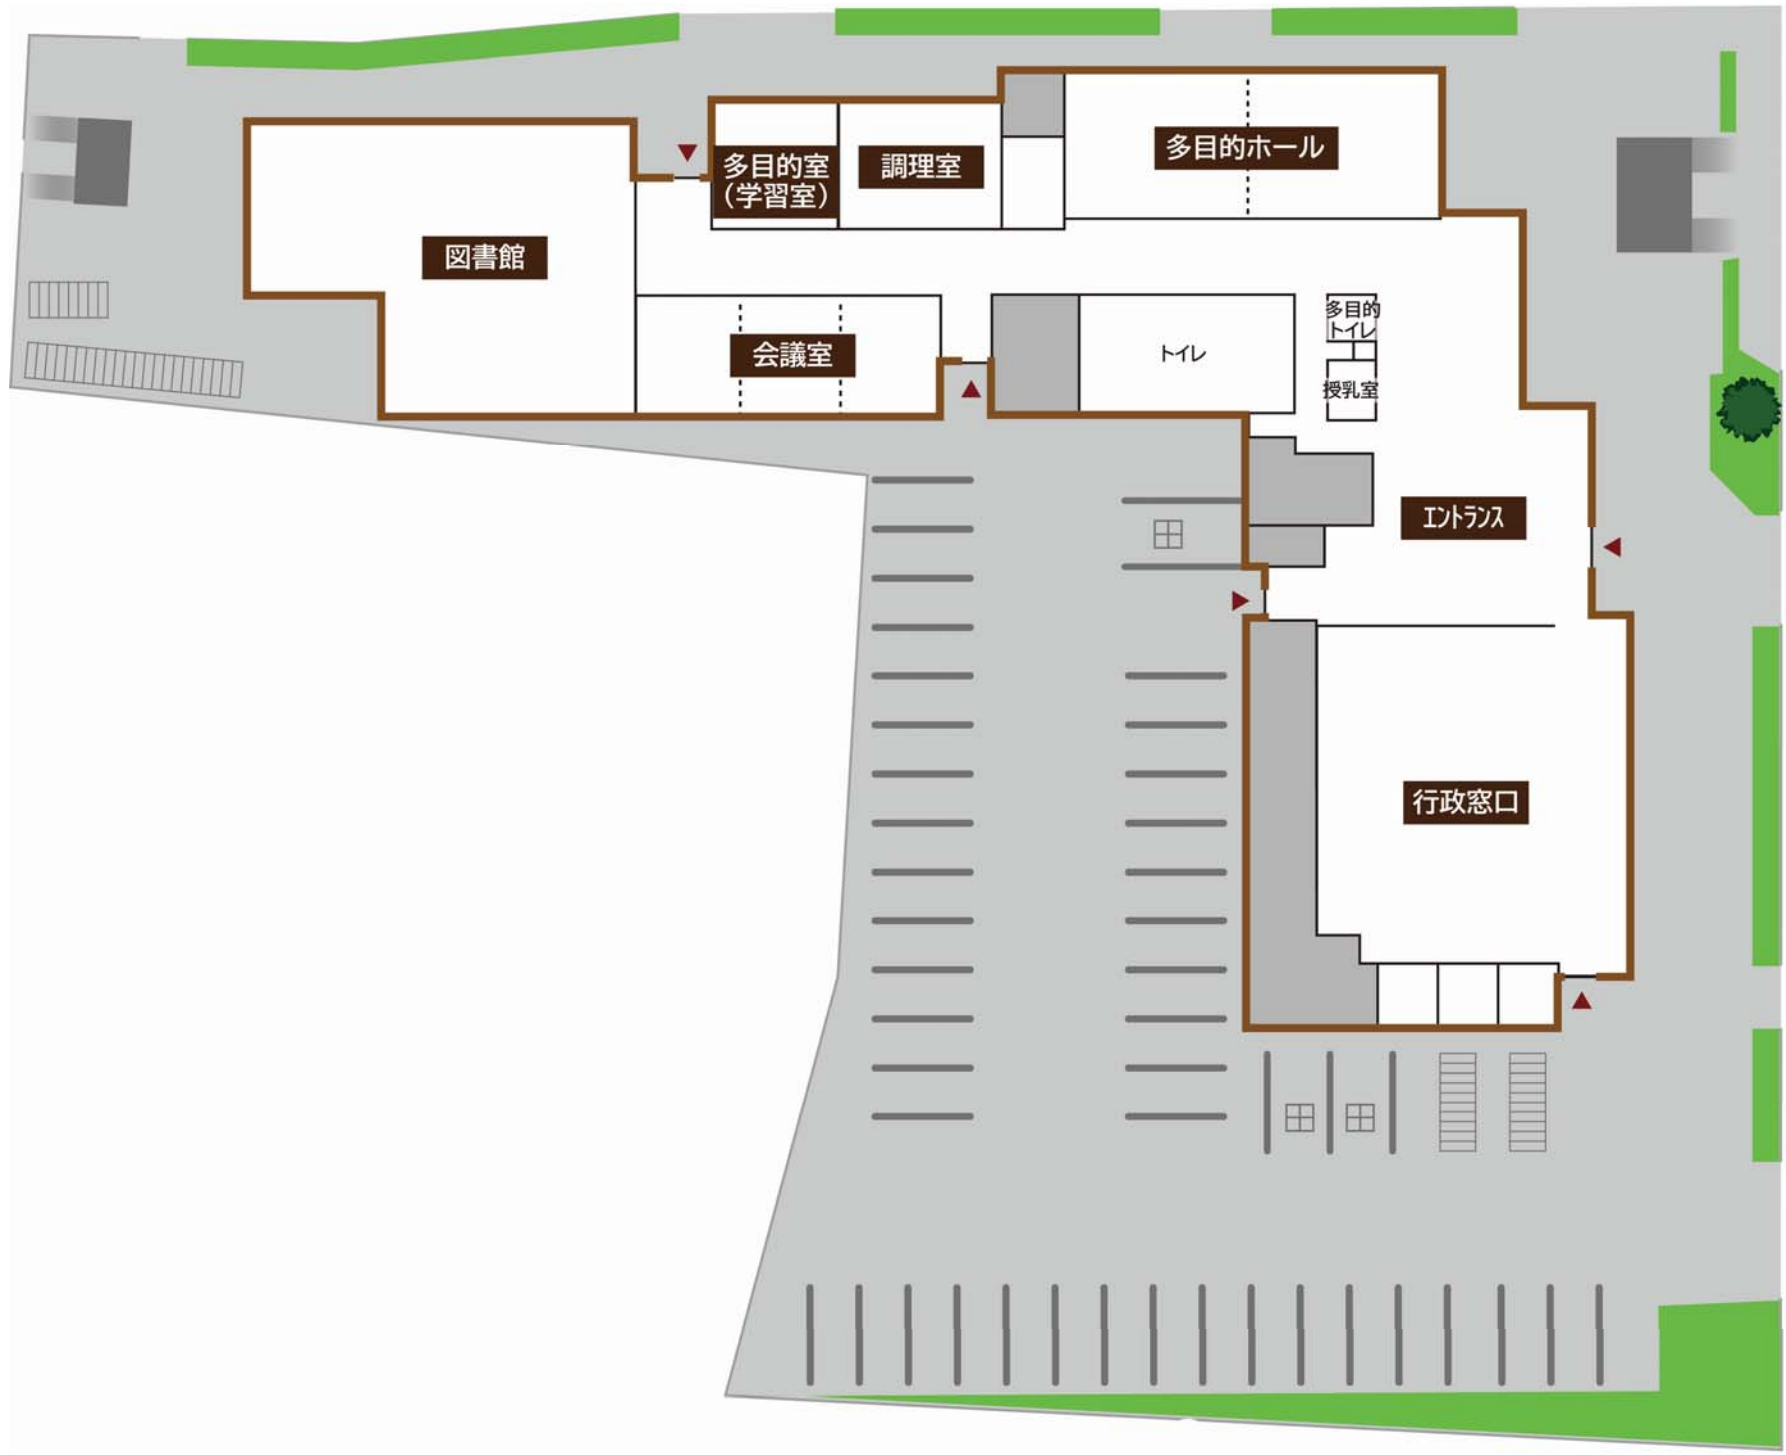 多目的ホール
多目的室
（学習室）
調理室
図書館
会議室
トイレ
多目的
トイレ
授乳室
エントランス
行政窓口